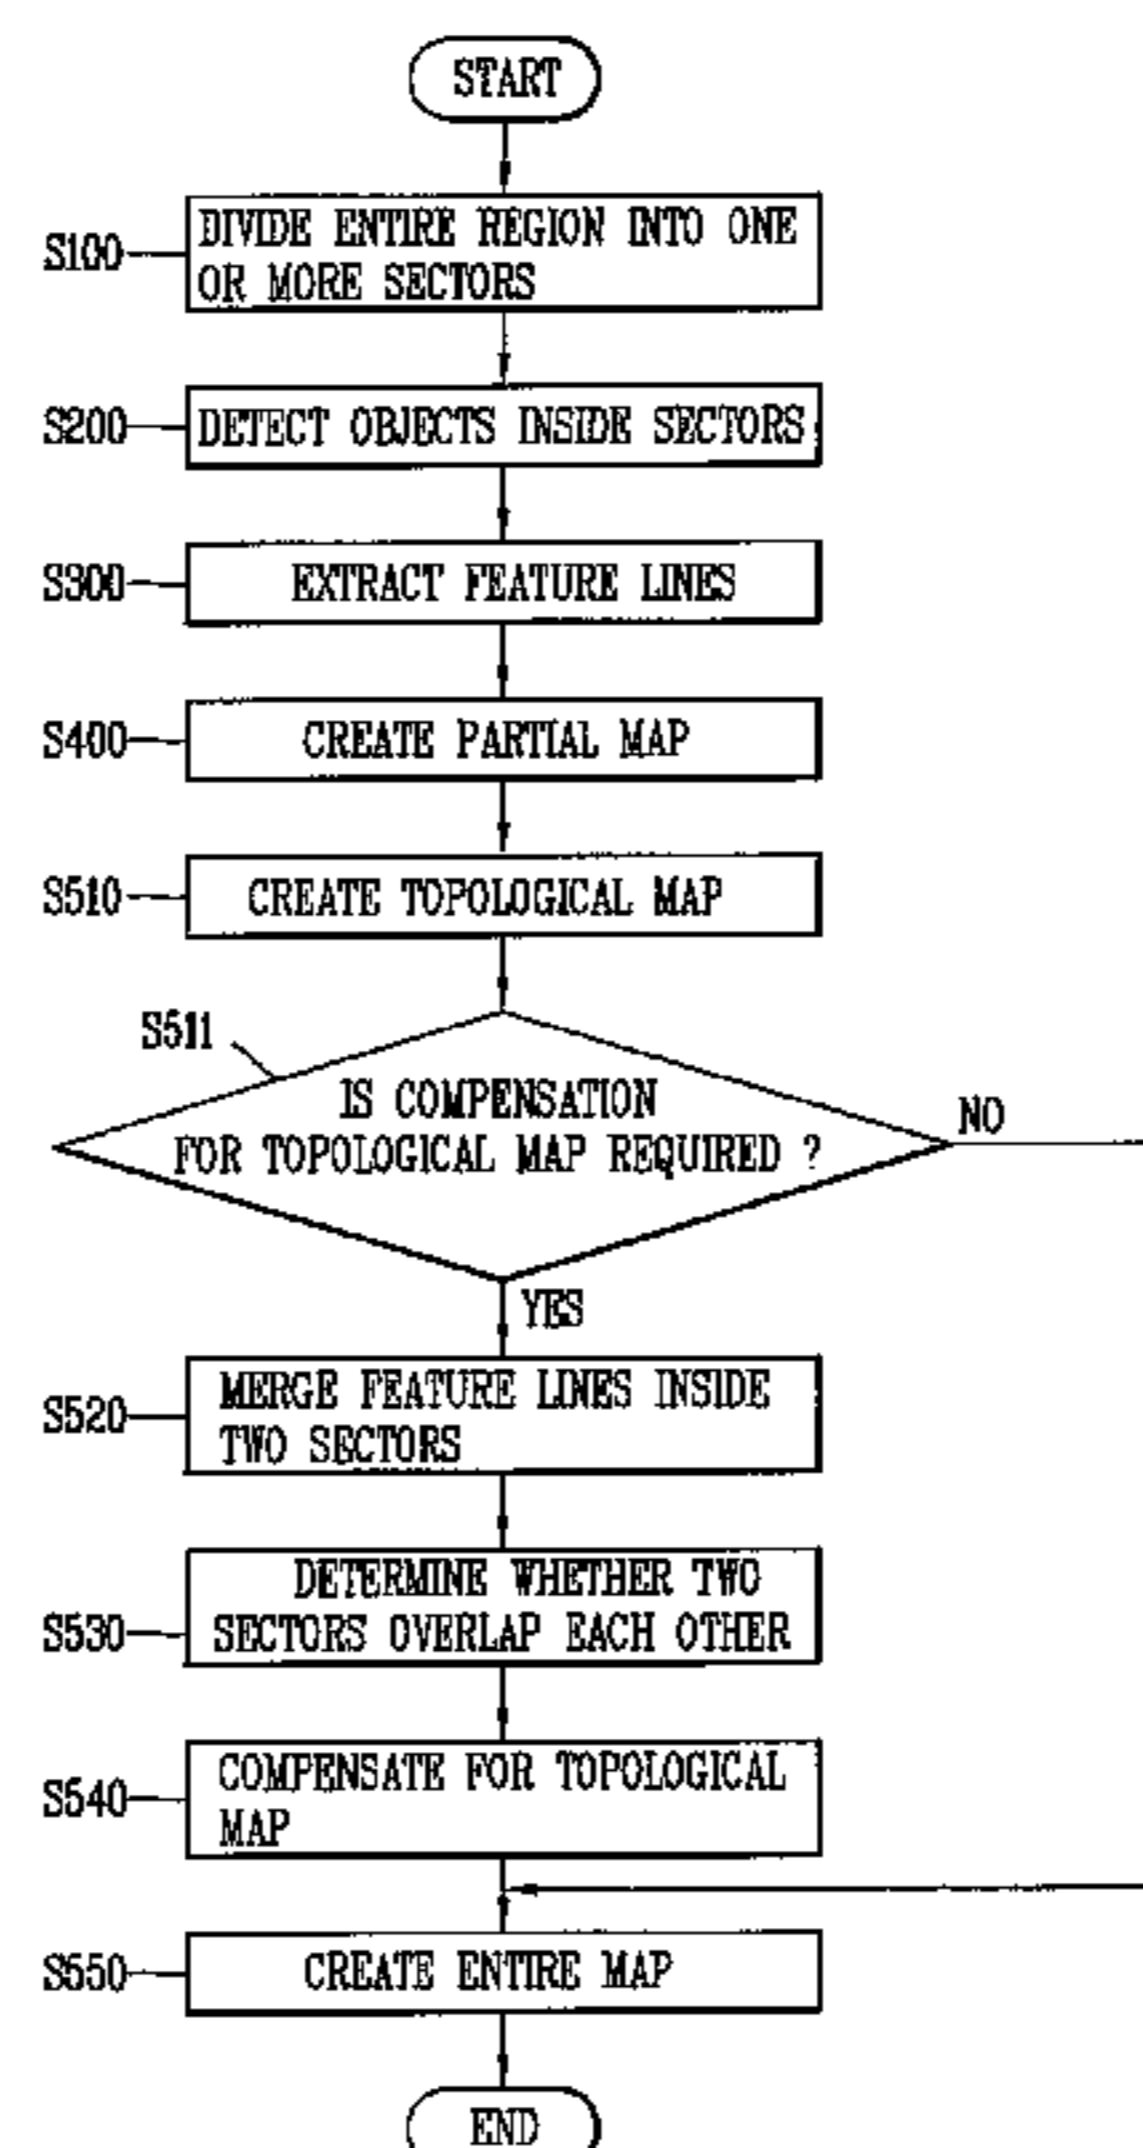 START
S100
DIVIDE ENTIRE REGION INTO ONE
OR MORE SECTORS
S200
DETECT OBJECTS INSIDE SECTORS
S300
EXTRACT FEATURE LINES
S400
CREATE PARTIAL MAP
S510
CREATE TOPOLOGICAL MAP
S511
IS COMPENSATION
FOR TOPOLOGICAL MAP REQUIRED ?
NO
YES
S520
MERGE FEATURE LINES INSIDE
TWO SECTORS
S530
DETERMINE WHETHER TWO
SECTORS OVERLAP EACH OTHER
S540
COMPENSATE FOR TOPOLOGICAL
MAP
S550
CREATE ENTIRE MAP
END